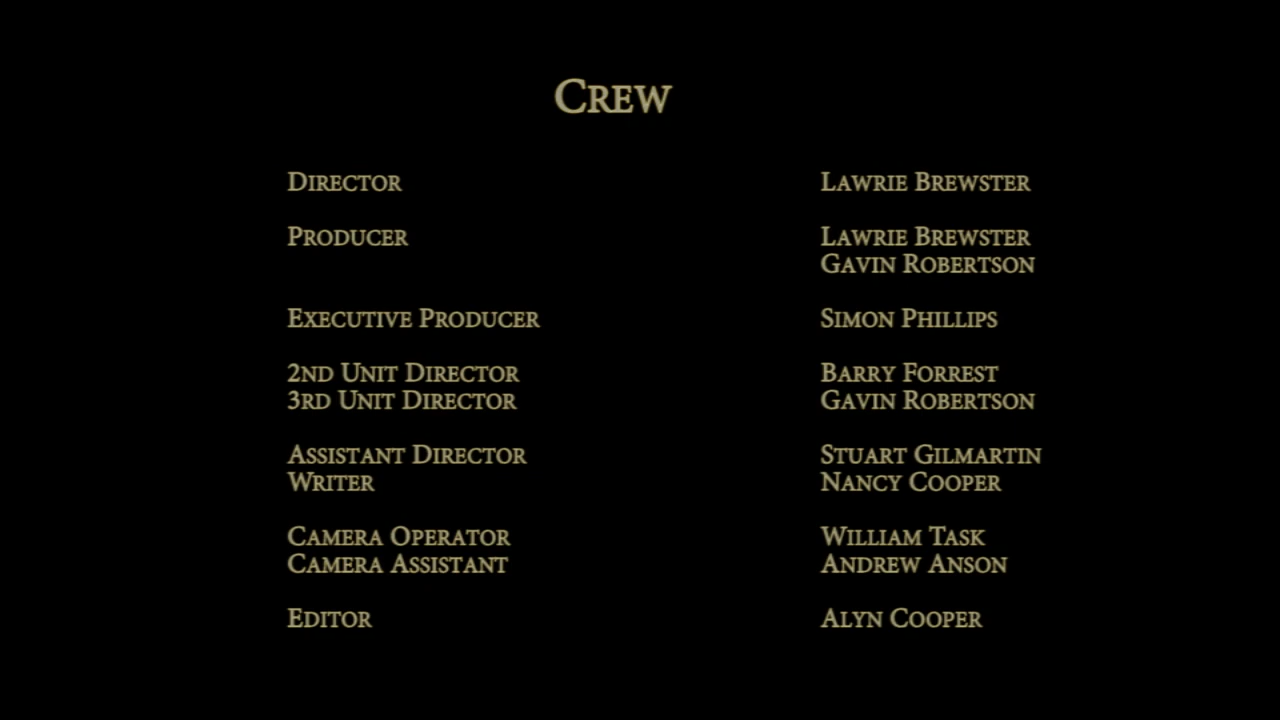 Crew
Director Lawrie Brewster
Producer Lawrie Brewster
Gavin Robertson
Executive Producer Simon Phillips
2nd Unit Director Barry Forrest
3rd Unit Director Gavin Robertson
Assistant Director Stuart Gilmartin
Writer Nancy Cooper
Camera Operator William Task
Camera Assistant Andrew Anson
Editor Alyn Cooper